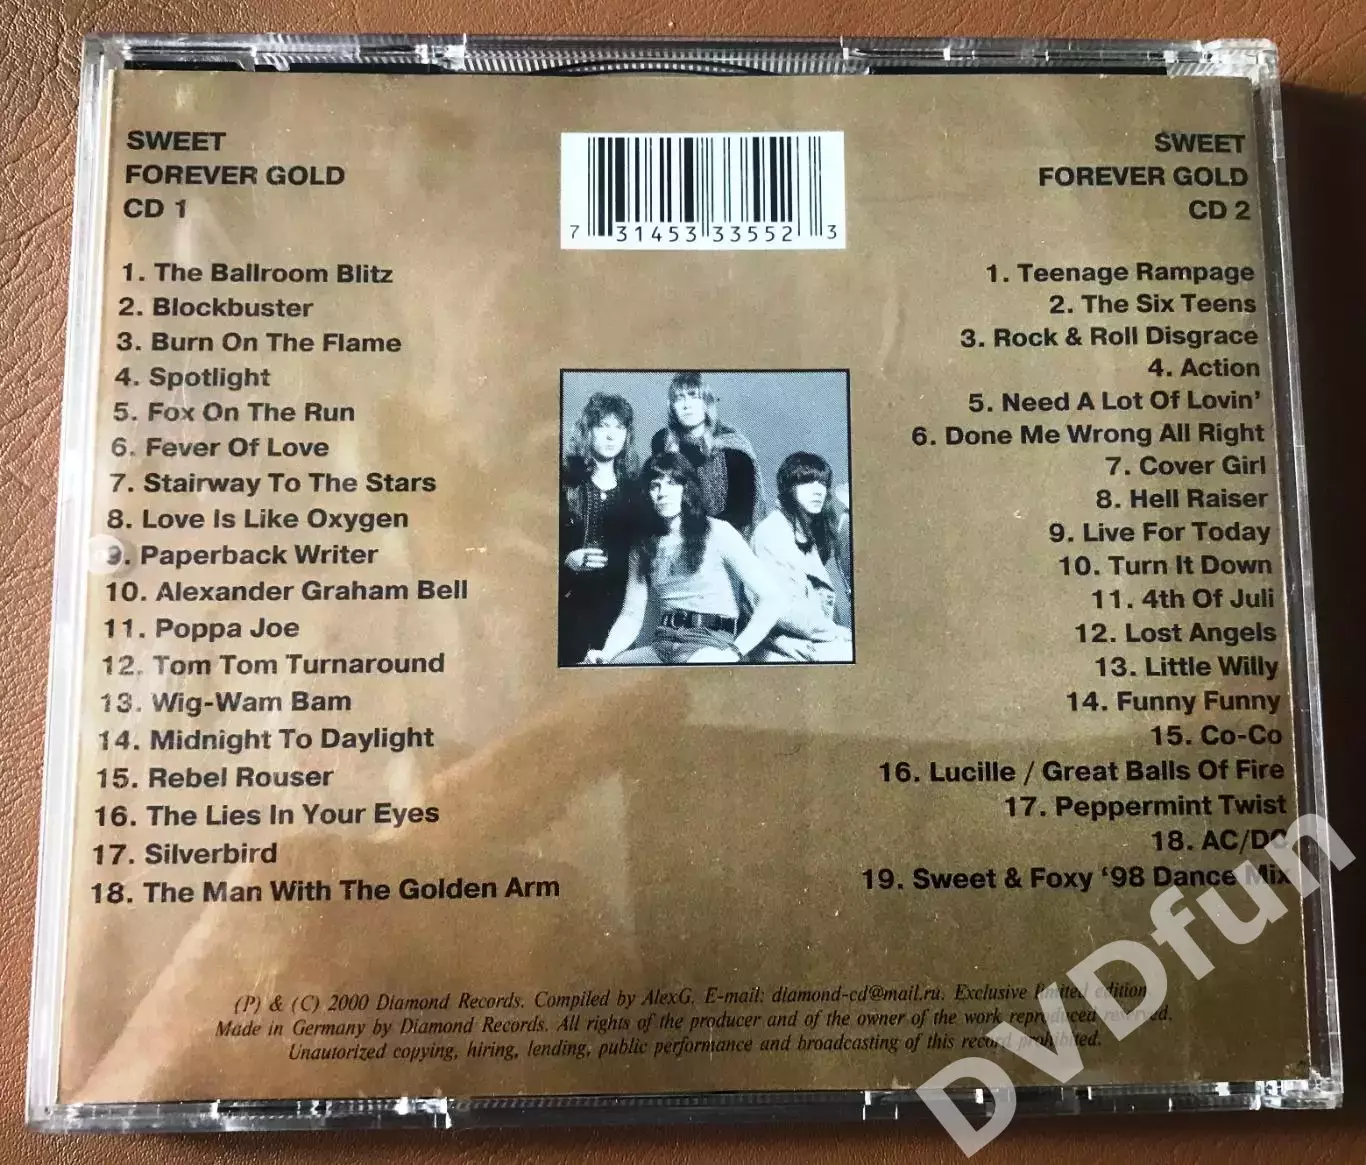 SWEET
FOREVER GOLD
CD 1
1. The Ballroom Blitz
2. Blockbuster
3. Burn On The Flame
4. Spotlight
5. Fox On The Run
6. Fever Of Love
7. Stairway To The Stars
8. Love Is Like Oxygen
9. Paperback Writer
10. Alexander Graham Bell
11. Poppa Joe
12. Tom Tom Turnaround
13. Wig-Wam Bam
14. Midnight To Daylight
15. Rebel Rouser
16. The Lies In Your Eyes
17. Silverbird
18. The Man With The Golden Arm
7 31453 33552 3
SWEET
FOREVER GOLD
CD 2
1. Teenage Rampage
2. The Six Teens
3. Rock & Roll Disgrace
4. Action
5. Need A Lot Of Lovin'
6. Done Me Wrong All Right
7. Cover Girl
8. Hell Raiser
9. Live For Today
10. Turn It Down
11. 4th Of Juli
12. Lost Angels
13. Little Willy
14. Funny Funny
15. Co-Co
16. Lucille / Great Balls Of Fire
17. Peppermint Twist
18. AC/DC
19. Sweet & Foxy '98 Dance Mix
(P) & (C) 2000 Diamond Records. Compiled by AlexG. E-mail: diamond-cd@mail.ru. Exclusive limited edition.
Made in Germany by Diamond Records. All rights of the producer and of the owner of the work reproduced reserved.
Unautorized copying, hiring, lending, public performance and broadcasting of this record prohibited.
DVDfun